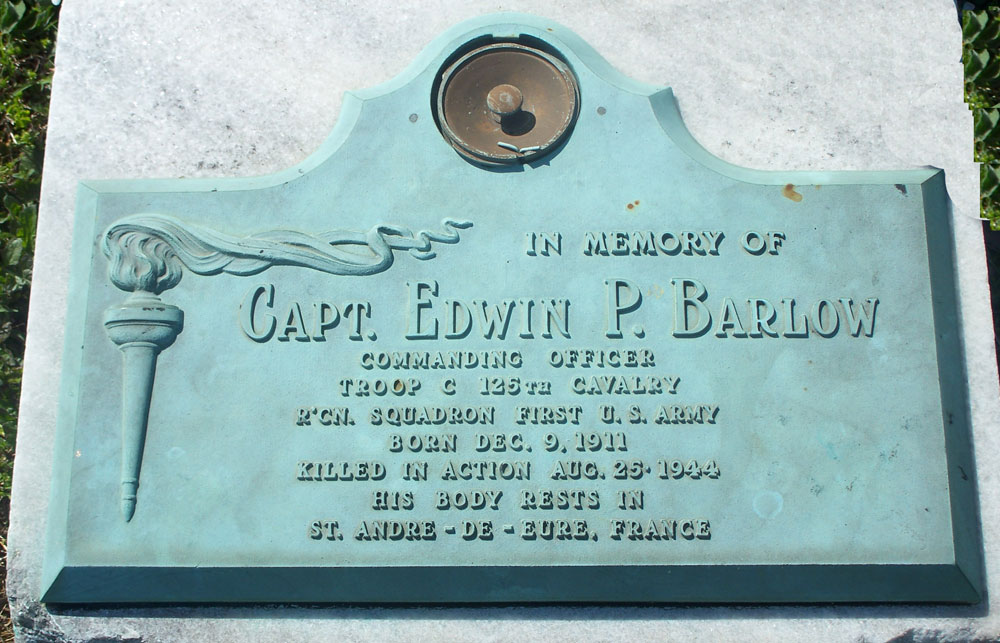 IN MEMORY OF
CAPT. EDWIN P. BARLOW
COMMANDING OFFICER
TROOP C 125TH CAVALRY
R'CN. SQUADRON FIRST U.S. ARMY
BORN DEC. 9, 1911
KILLED IN ACTION AUG. 25·1944
HIS BODY RESTS IN
ST. ANDRE-DE-EURE, FRANCE